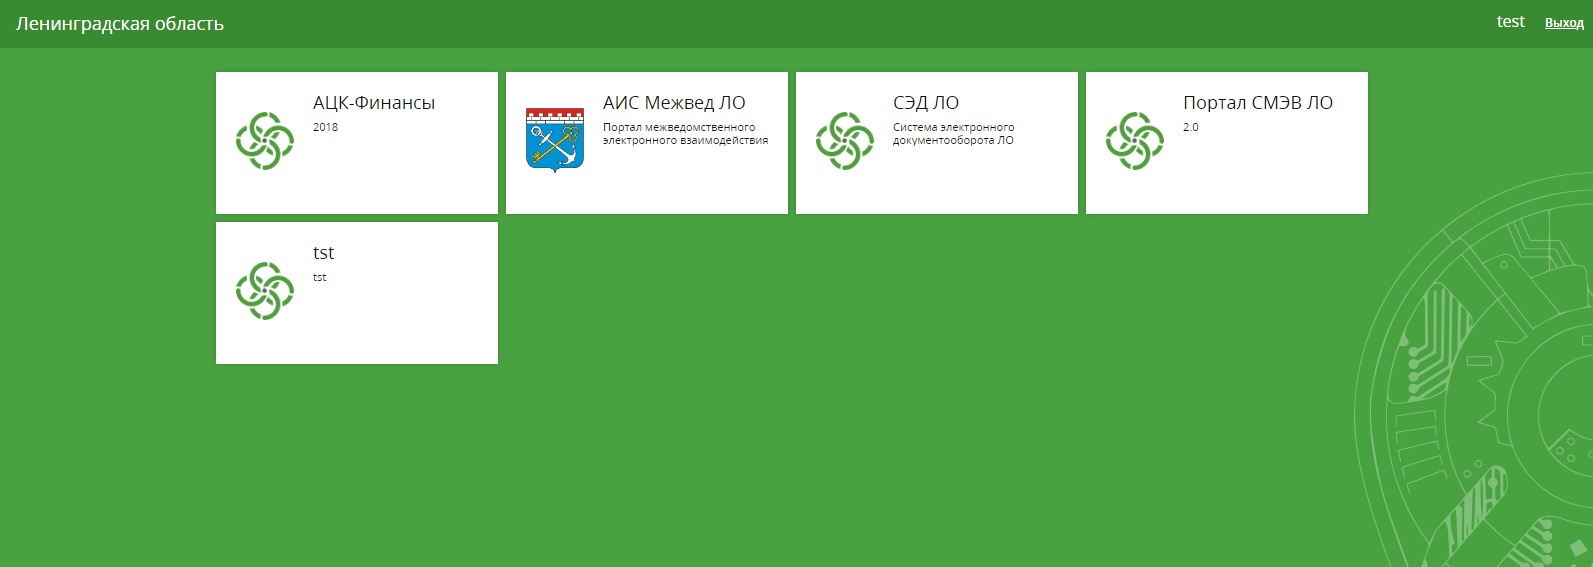 Ленинградская область
test
Выход
АЦК-Финансы
2018
АИС Межвед ЛО
Портал межведомственного
электронного взаимодействия
СЭД ЛО
Система электронного
документооборота ЛО
Портал СМЭВ ЛО
2.0
tst
tst